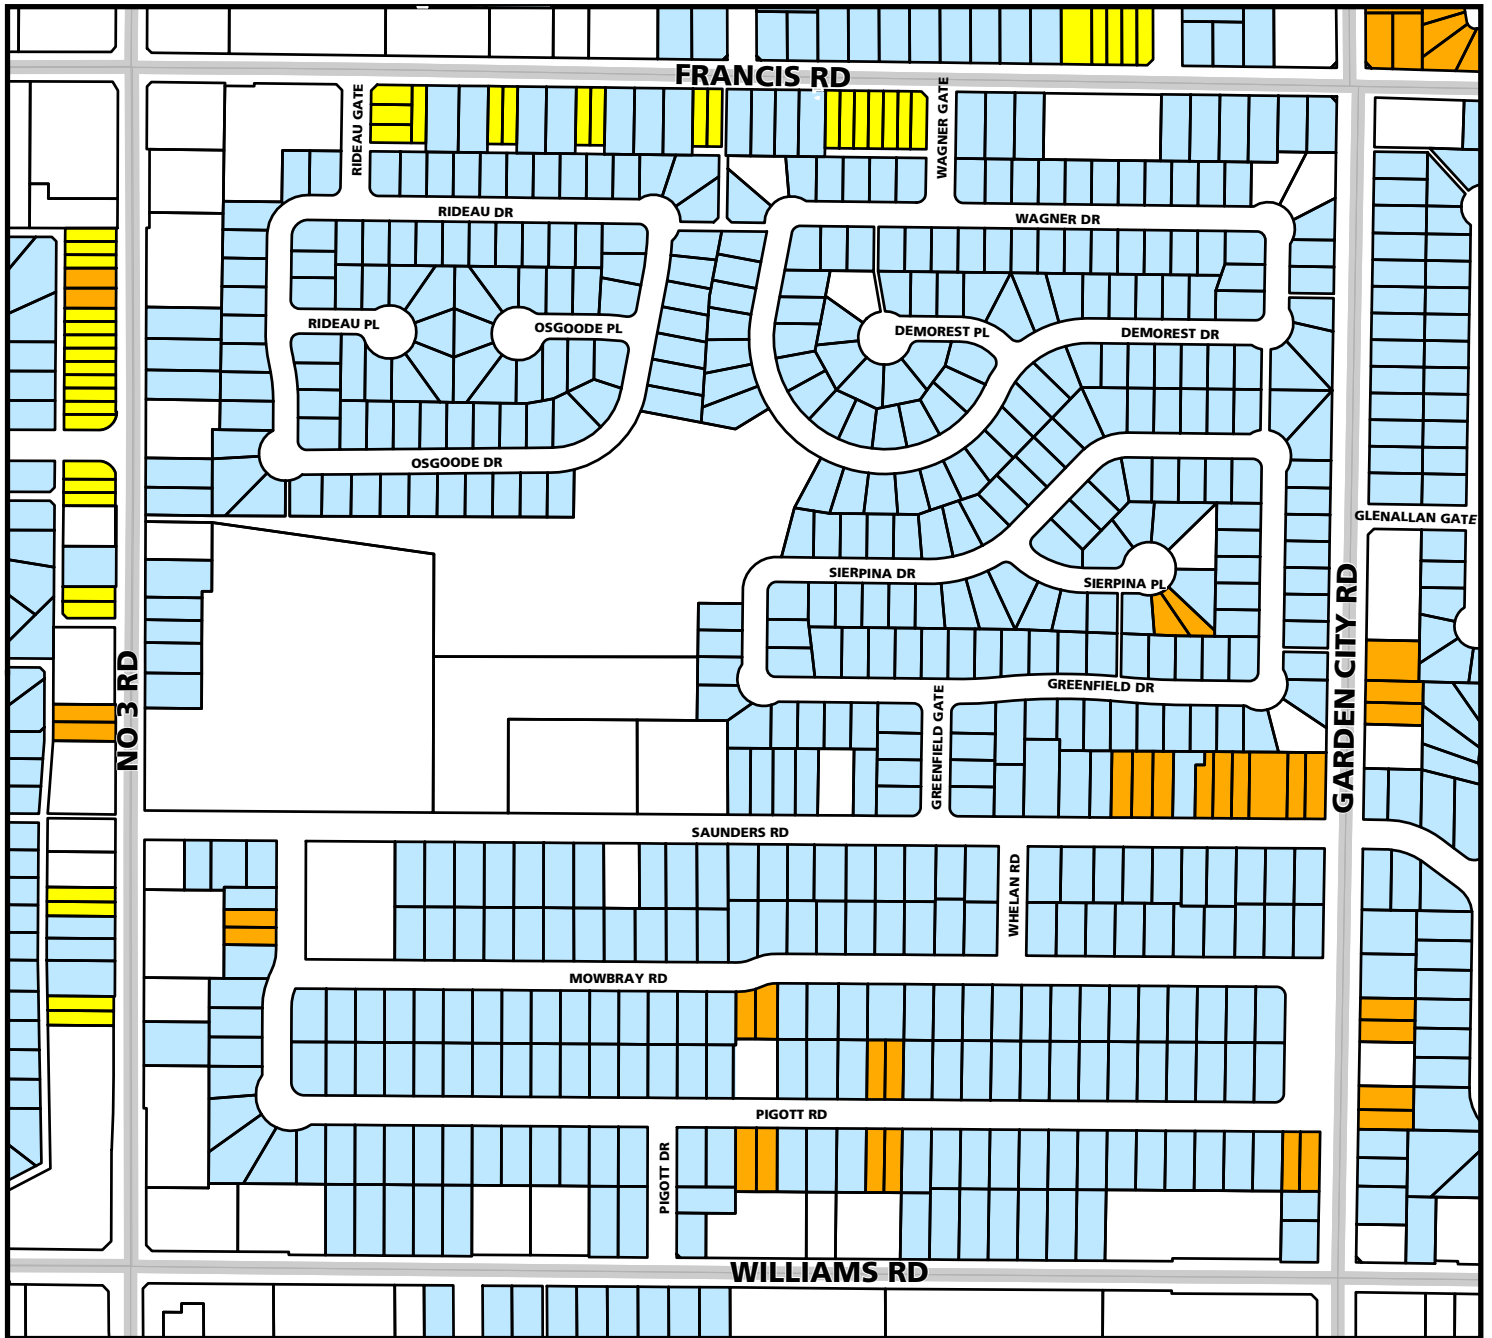 FRANCIS RD
RIDEAU GATE
WAGNER GATE
RIDEAU DR
WAGNER DR
RIDEAU PL
OSGOODE PL
DEMOREST PL
DEMOREST DR
OSGOODE DR
GLENALLAN GATE
SIERPINA DR
SIERPINA PL
GARDEN CITY RD
NO 3 RD
GREENFIELD DR
GREENFIELD GATE
SAUNDERS RD
WHELAN RD
MOWBRAY RD
PIGOTT RD
PIGOTT DR
WILLIAMS RD